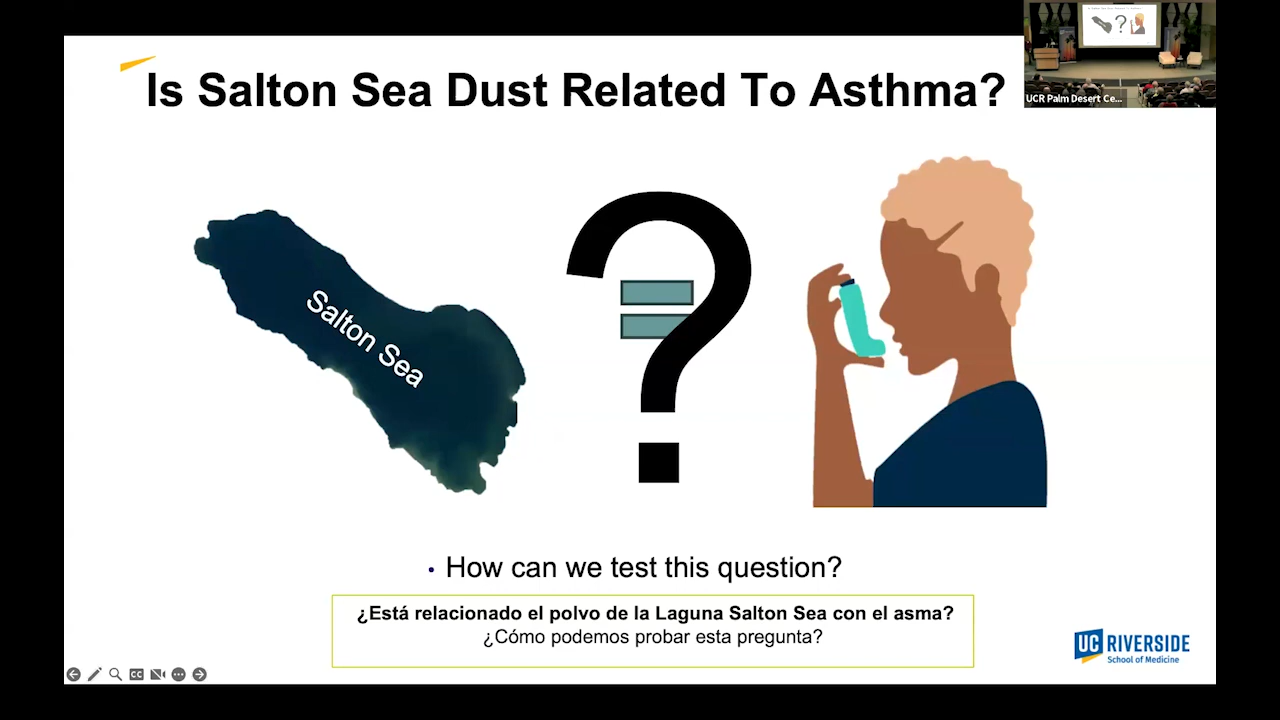 Is Salton Sea Dust Related To Asthma?
UCR Palm Desert Ce...
Salton Sea
?
• How can we test this question?
¿Está relacionado el polvo de la Laguna Salton Sea con el asma?
¿Cómo podemos probar esta pregunta?
UC RIVERSIDE
School of Medicine
CC